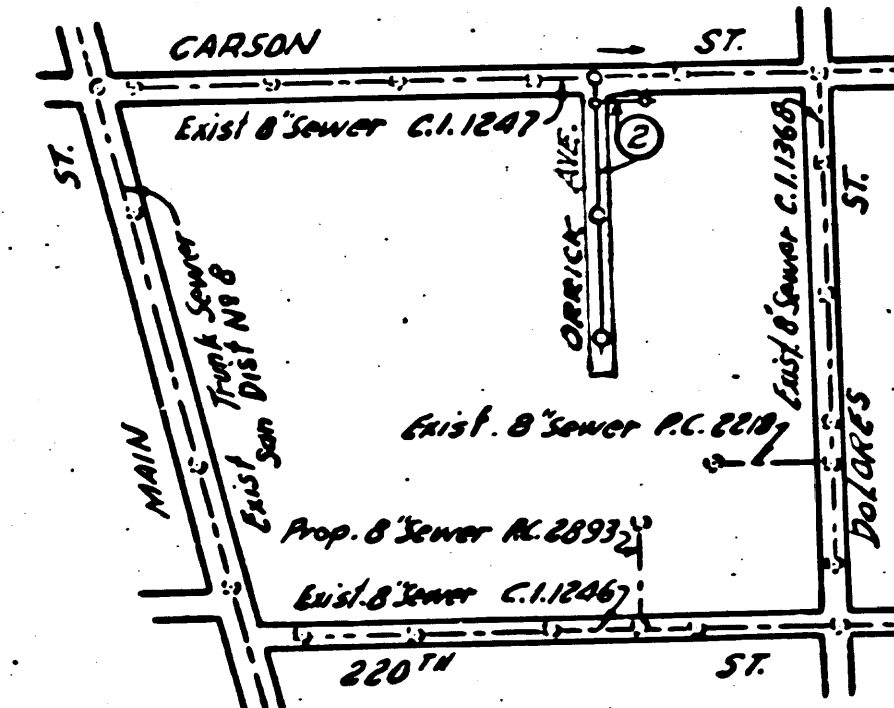 CARSON ST.
Exist 8" Sewer C.I. 1247
2
ORRICK AVE.
Exist. 8" Sewer C.I. 1368
ST.
DOLORES
ST.
MAIN
Exist Trunk Sewer
San Dist Nº 8
Exist. 8" Sewer P.C. 2218
Prop. 8" Sewer P.C. 2893
Exist. 8" Sewer C.I. 1246
220TH ST.